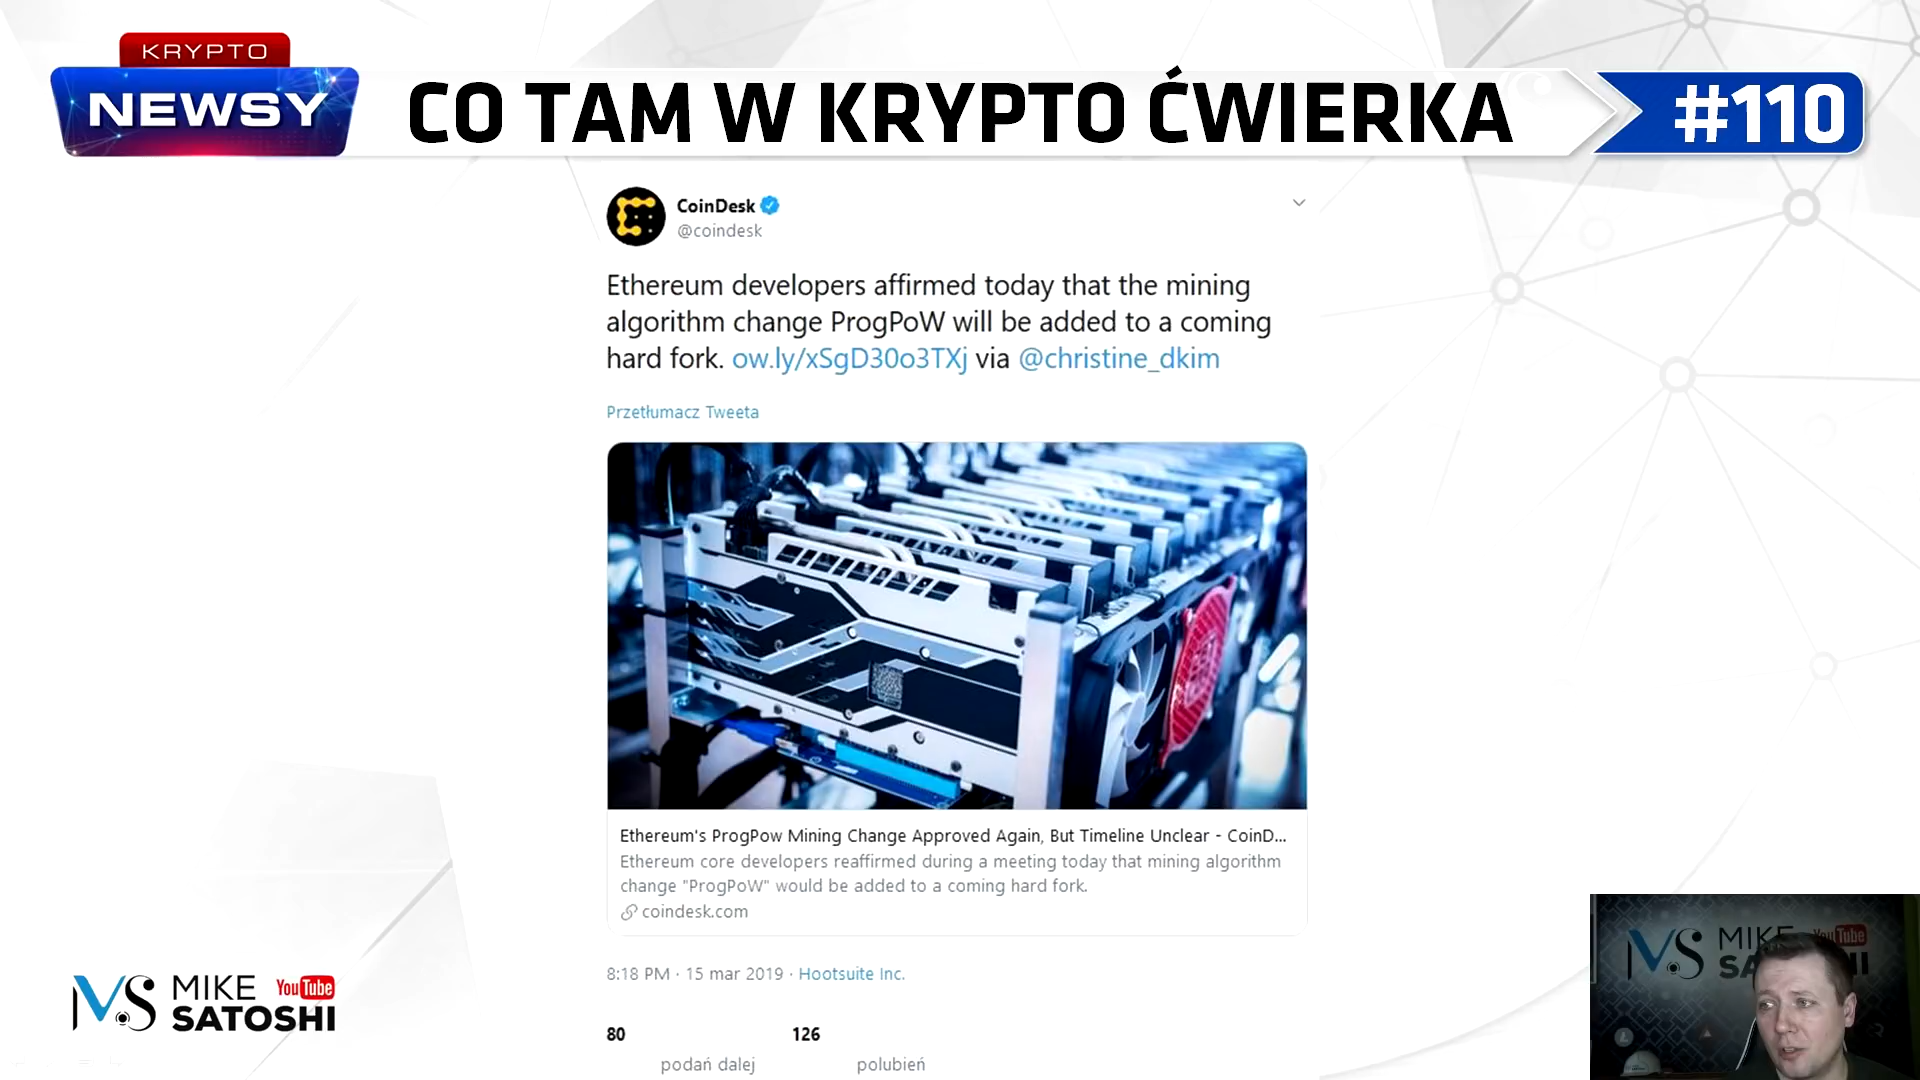 KRYPTO
NEWSY
CO TAM W KRYPTO ĆWIERKA
#110
CoinDesk
@coindesk
Ethereum developers affirmed today that the mining
algorithm change ProgPoW will be added to a coming
hard fork. ow.ly/xSgD30o3TXj via @christine_dkim
Przetłumacz Tweeta
Ethereum's ProgPow Mining Change Approved Again, But Timeline Unclear - CoinD...
Ethereum core developers reaffirmed during a meeting today that mining algorithm
change "ProgPoW" would be added to a coming hard fork.
coindesk.com
8:18 PM · 15 mar 2019 · Hootsuite Inc.
80
126
podań dalej
polubień
MS
MIKE
YouTube
SATOSHI
MS
MIKE
YouTube